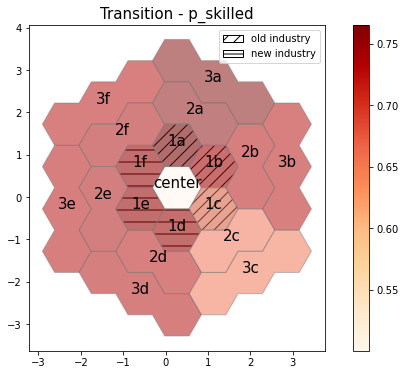 Transition - p_skilled
old industry
new industry
3a
3f
2a
2f
1a
2b
1f
1b
3b
center
2e
3e
1e
1c
1d
2c
2d
3c
3d
4
3
2
1
0
−1
−2
−3
−3
−2
−1
0
1
2
3
0.75
0.70
0.65
0.60
0.55